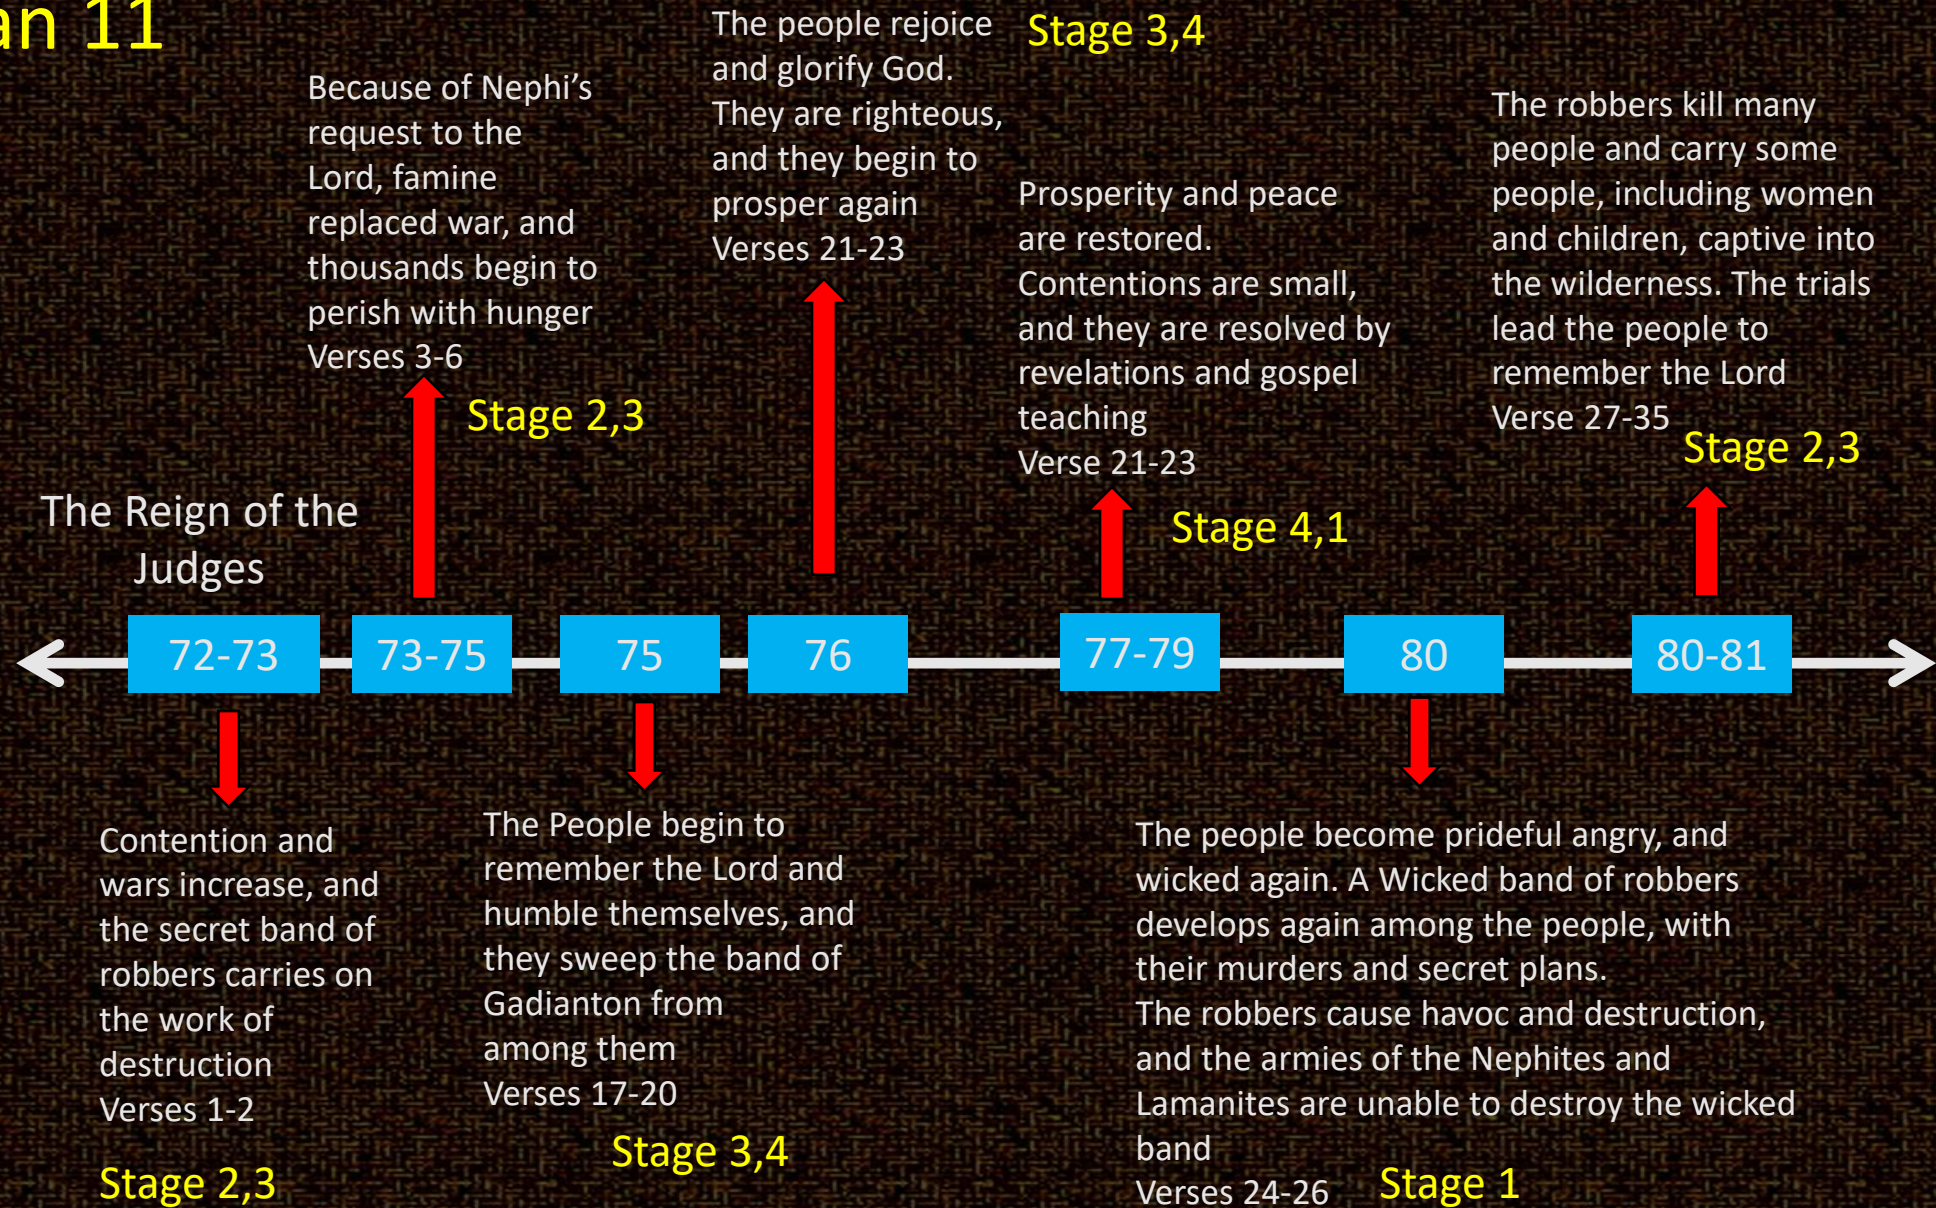 an 11
Because of Nephi's
request to the
Lord, famine
replaced war, and
thousands begin to
perish with hunger
Verses 3-6
Stage 2,3
The people rejoice
and glorify God.
They are righteous,
and they begin to
prosper again
Verses 21-23
Stage 3,4
Prosperity and peace
are restored.
Contentions are small,
and they are resolved by
revelations and gospel
teaching
Verse 21-23
Stage 4,1
The robbers kill many
people and carry some
people, including women
and children, captive into
the wilderness. The trials
lead the people to
remember the Lord
Verse 27-35
Stage 2,3
The Reign of the
Judges
72-73
73-75
75
76
77-79
80
80-81
Contention and
wars increase, and
the secret band of
robbers carries on
the work of
destruction
Verses 1-2
Stage 2,3
The People begin to
remember the Lord and
humble themselves, and
they sweep the band of
Gadianton from
among them
Verses 17-20
Stage 3,4
The people become prideful angry, and
wicked again. A Wicked band of robbers
develops again among the people, with
their murders and secret plans.
The robbers cause havoc and destruction,
and the armies of the Nephites and
Lamanites are unable to destroy the wicked
band
Verses 24-26
Stage 1